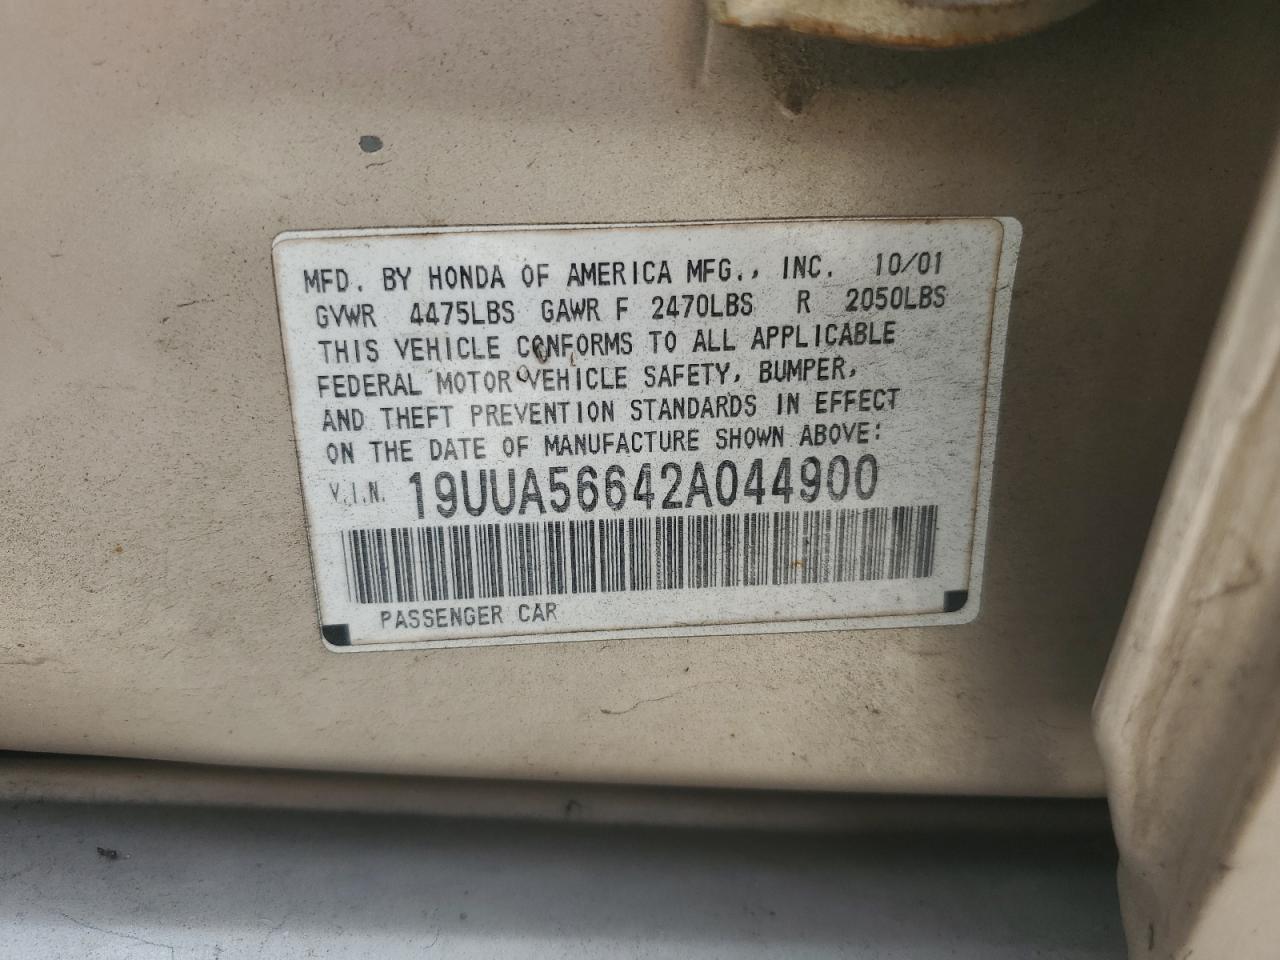 MFD. BY HONDA OF AMERICA MFG., INC. 10/01
GVWR 4475LBS GAWR F 2470LBS R 2050LBS
THIS VEHICLE CONFORMS TO ALL APPLICABLE
FEDERAL MOTOR VEHICLE SAFETY, BUMPER,
AND THEFT PREVENTION STANDARDS IN EFFECT
ON THE DATE OF MANUFACTURE SHOWN ABOVE:
V.I.N. 19UUA56642A044900
PASSENGER CAR